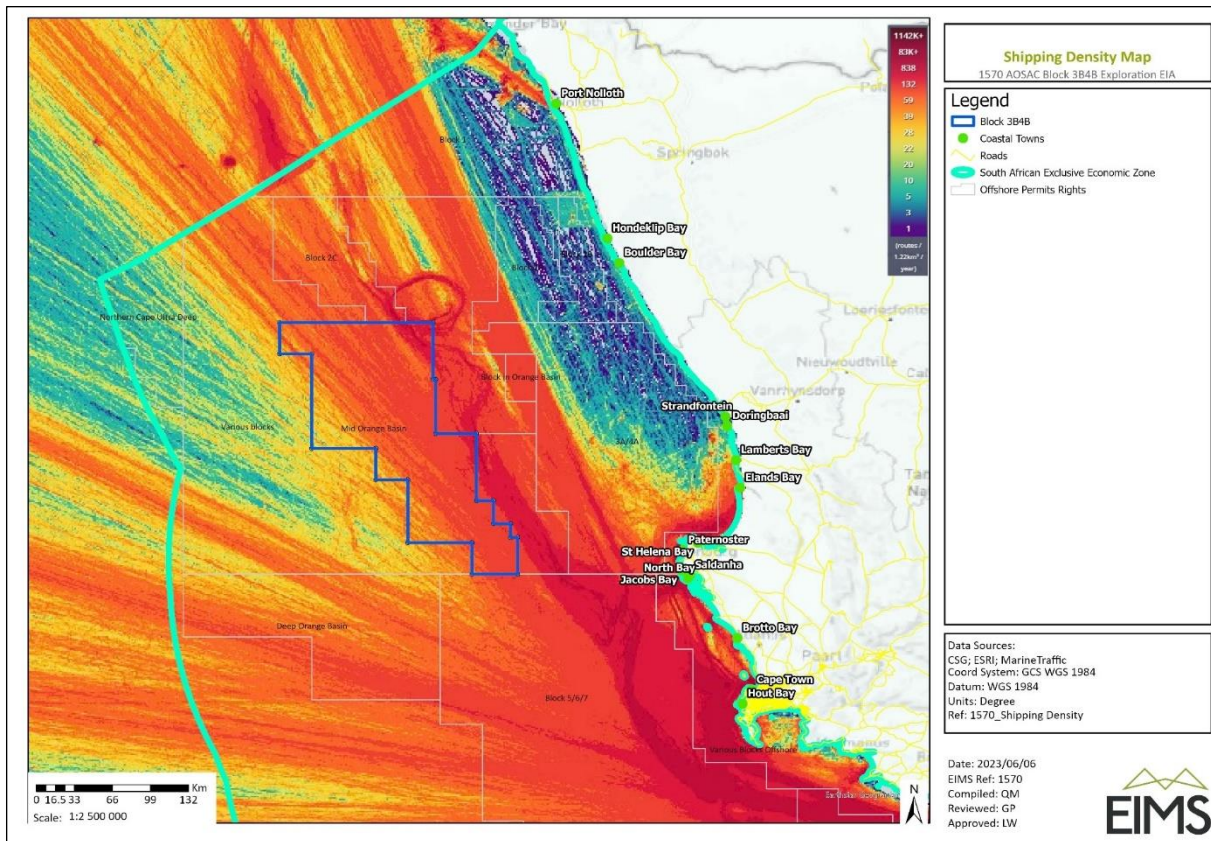 Shipping Density Map
1570 AOSAC Block 3B4B Exploration EIA
Legend
Block 3B4B
Coastal Towns
Roads
South African Exclusive Economic Zone
Offshore Permits Rights
1142K+
83K+
838
132
59
39
28
22
20
10
5
3
1
(routes /
1.22km² /
year)
Port Nolloth
Block 1
Springbok
Hondeklip Bay
Boulder Bay
Block 2C
Northern Cape Ultra Deep
Block in Orange Basin
Nieuwoudtville
Vanrhynsdorp
Strandfontein
Doringbaai
Various blocks
Mid Orange Basin
3A/4A
Lamberts Bay
Elands Bay
Paternoster
St Helena Bay
North Bay
Saldanha
Jacobs Bay
Deep Orange Basin
Brotto Bay
Paarl
Cape Town
Hout Bay
Block 5/6/7
Various Blocks Offshore
Km
0 16.5 33 66 99 132
Scale: 1:2 500 000
N
Data Sources:
CSG; ESRI; MarineTraffic
Coord System: GCS WGS 1984
Datum: WGS 1984
Units: Degree
Ref: 1570_Shipping Density
Date: 2023/06/06
EIMS Ref: 1570
Compiled: QM
Reviewed: GP
Approved: LW
EIMS